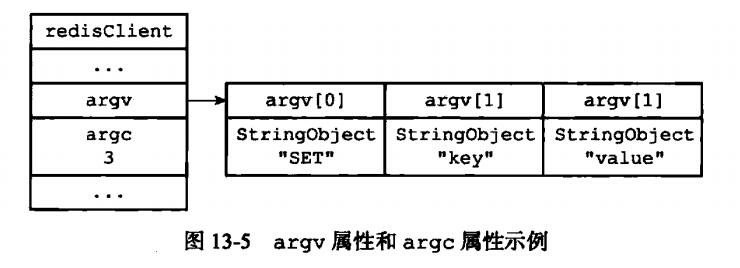 redisClient
...
argv
argc
3
...
argv[0] argv[1] argv[1]
StringObject StringObject StringObject
"SET" "key" "value"
图 13-5 argv 属性和 argc 属性示例